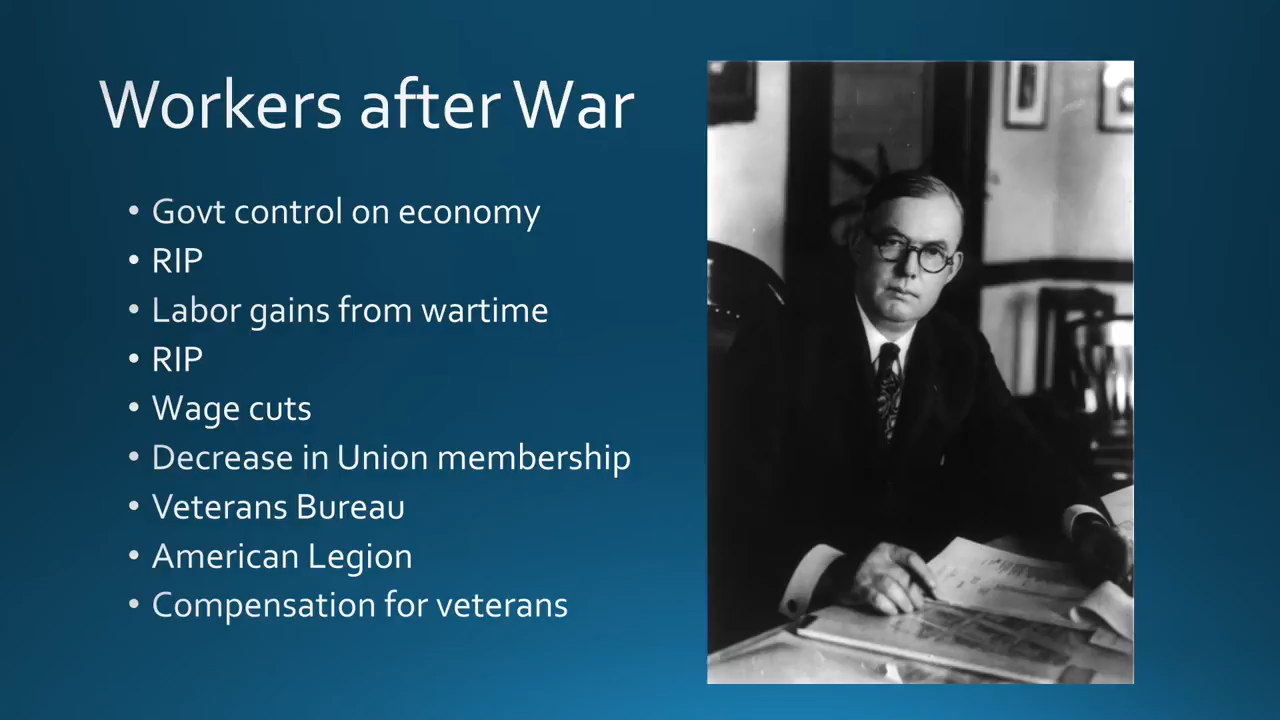 Workers after War
• Govt control on economy
• RIP
• Labor gains from wartime
• RIP
• Wage cuts
• Decrease in Union membership
• Veterans Bureau
• American Legion
• Compensation for veterans